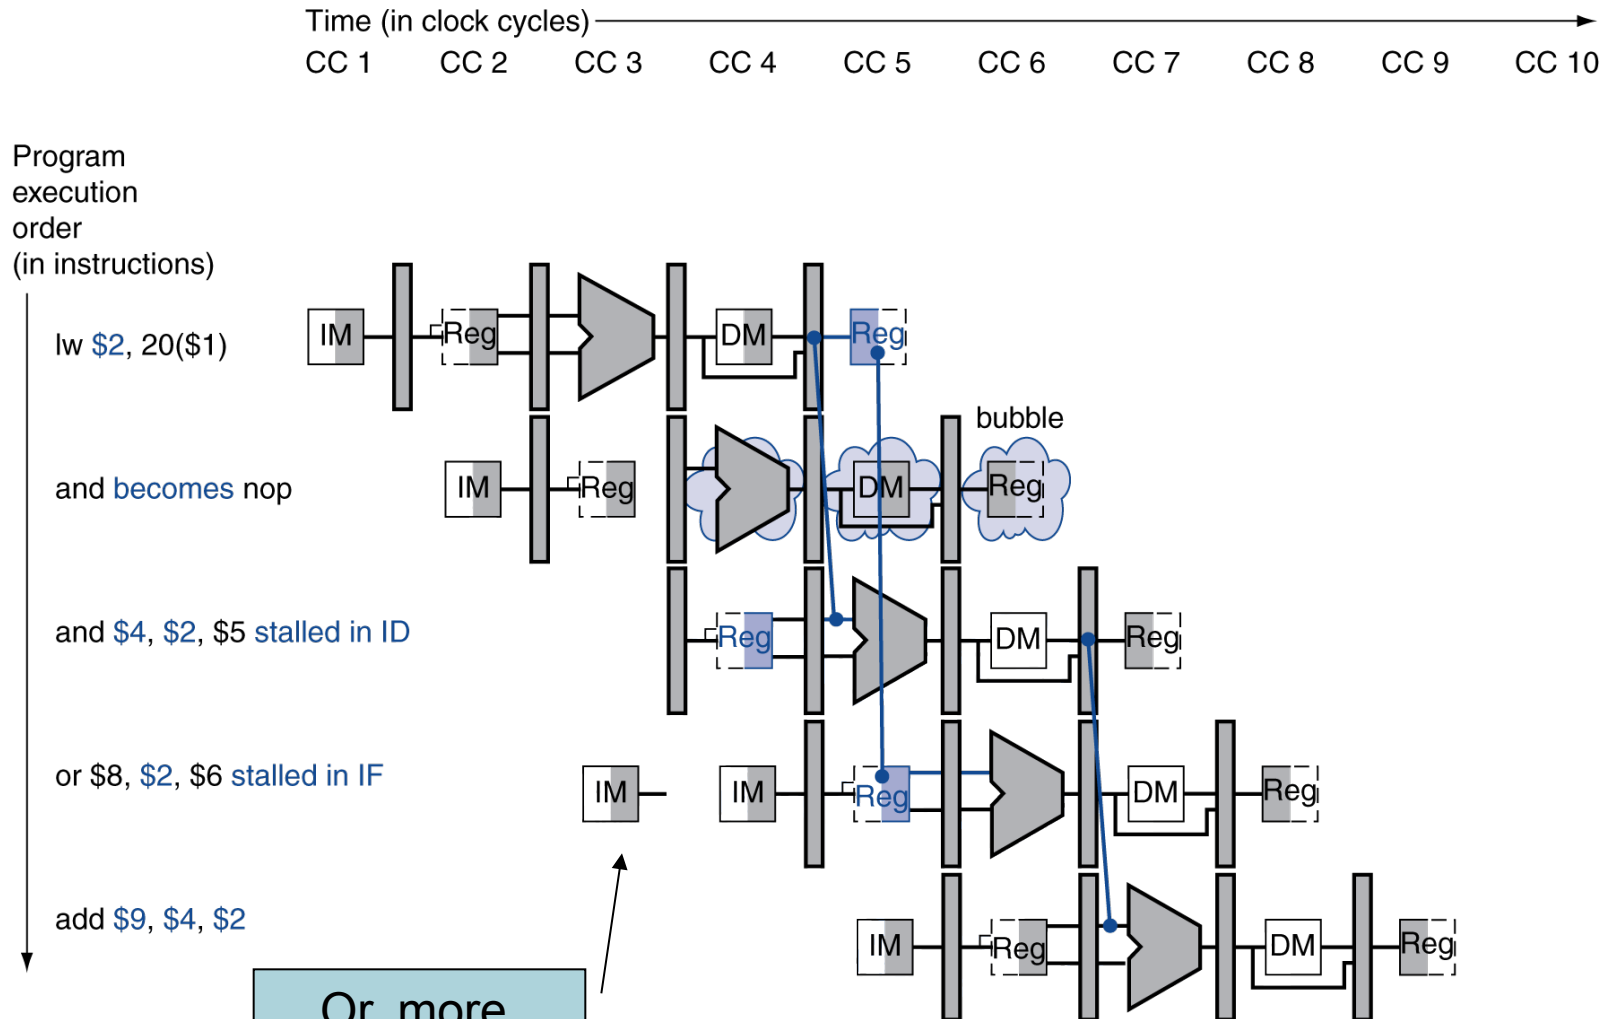 Time (in clock cycles)
CC 1 CC 2 CC 3 CC 4 CC 5 CC 6 CC 7 CC 8 CC 9 CC 10
Program
execution
order
(in instructions)
lw $2, 20($1)
IM Reg DM Reg
bubble
and becomes nop
IM Reg DM Reg
and $4, $2, $5 stalled in ID
Reg DM Reg
or $8, $2, $6 stalled in IF
IM IM Reg DM Reg
add $9, $4, $2
IM Reg DM Reg
Or, more